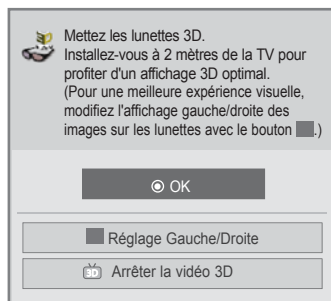 Mettez les lunettes 3D.
Installez-vous à 2 mètres de la TV pour
profiter d'un affichage 3D optimal.
(Pour une meilleure expérience visuelle,
modifiez l'affichage gauche/droite des
images sur les lunettes avec le bouton .)
OK
Réglage Gauche/Droite
3D Arrêter la vidéo 3D